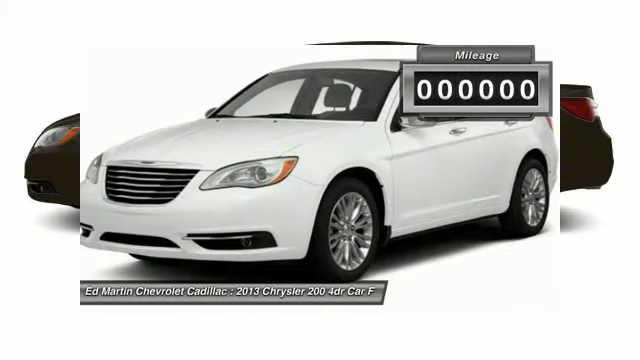 Mileage
000000
Ed Martin Chevrolet Cadillac : 2013 Chrysler 200 4dr Car F